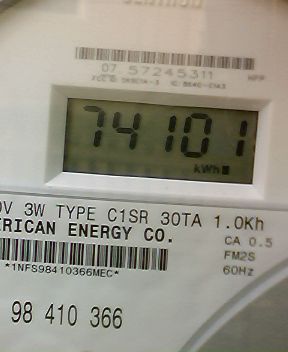 07 57245311
74101
kWh
V 3W TYPE C1SR 30TA 1.0Kh
ERICAN ENERGY CO.
CA 0.5
FM2S
60Hz
*1NFS98410366MEC*
98 410 366